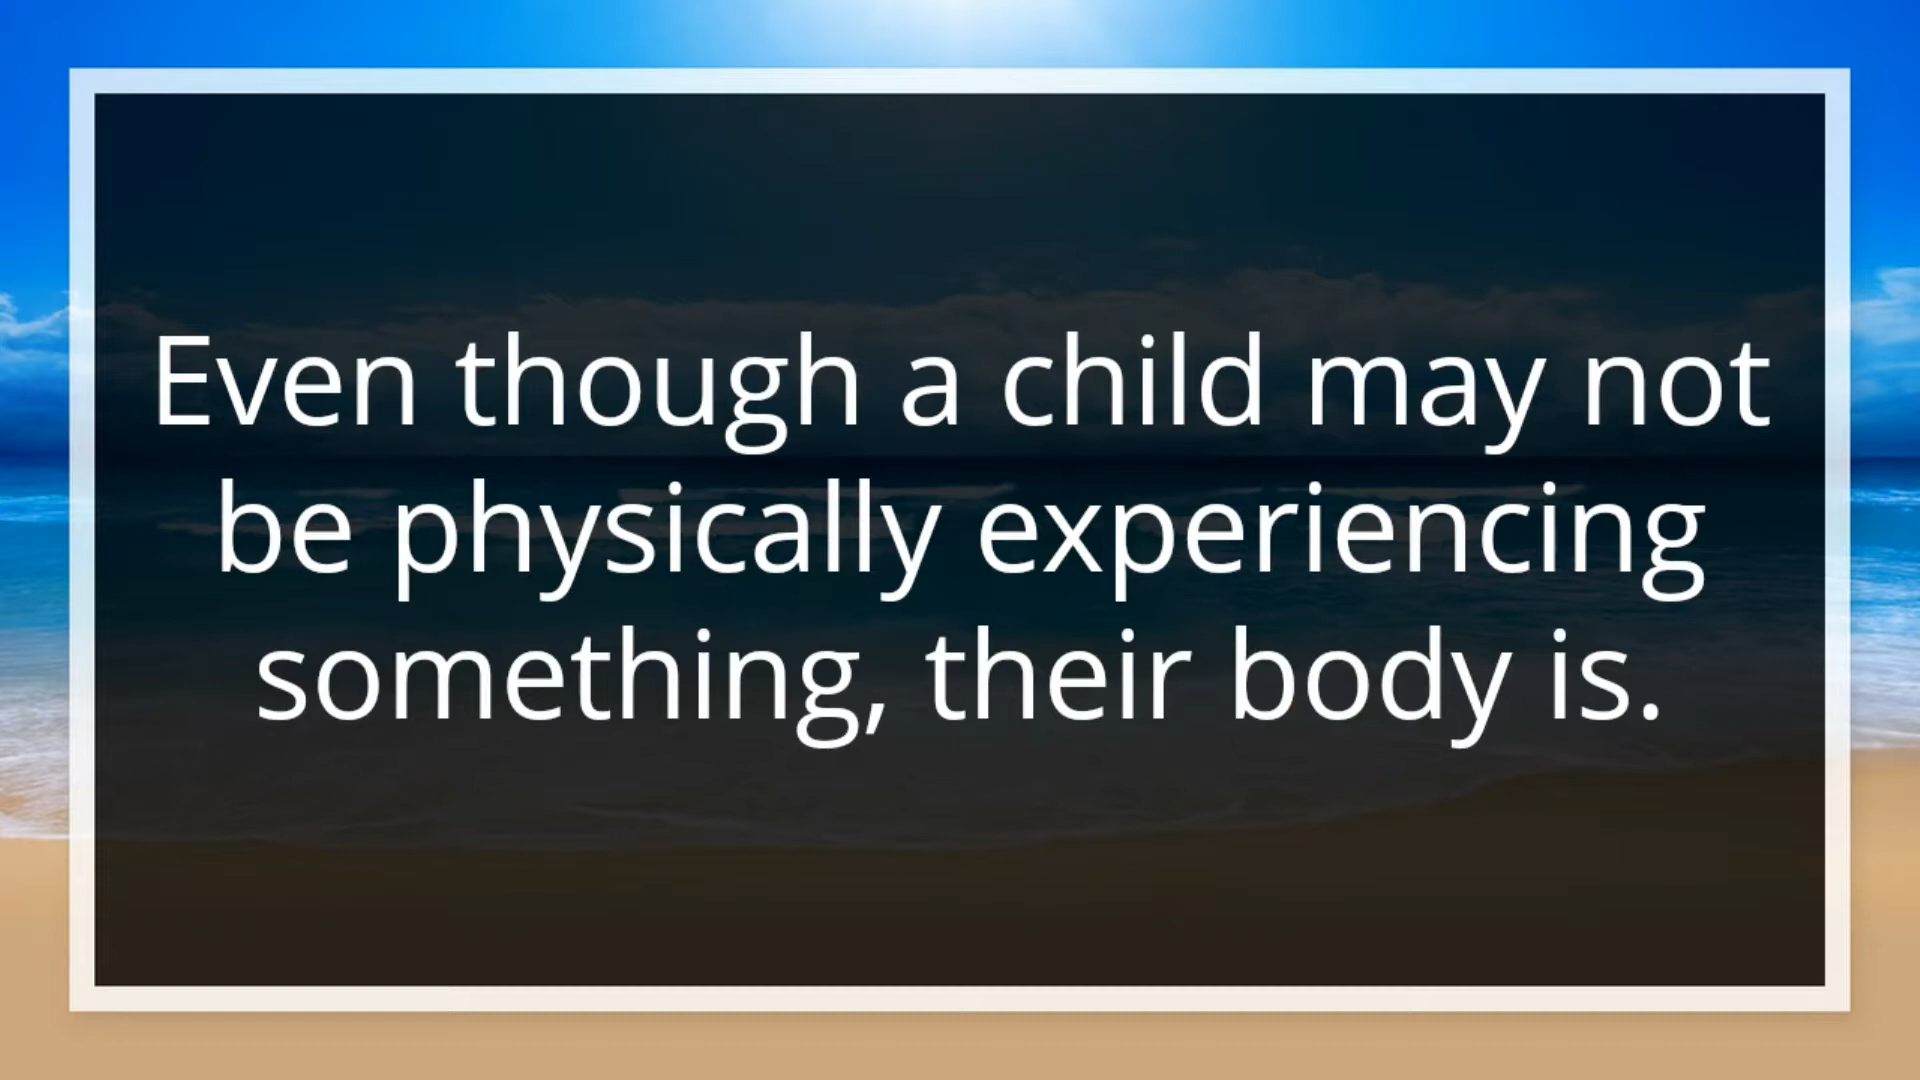 Even though a child may not
be physically experiencing
something, their body is.